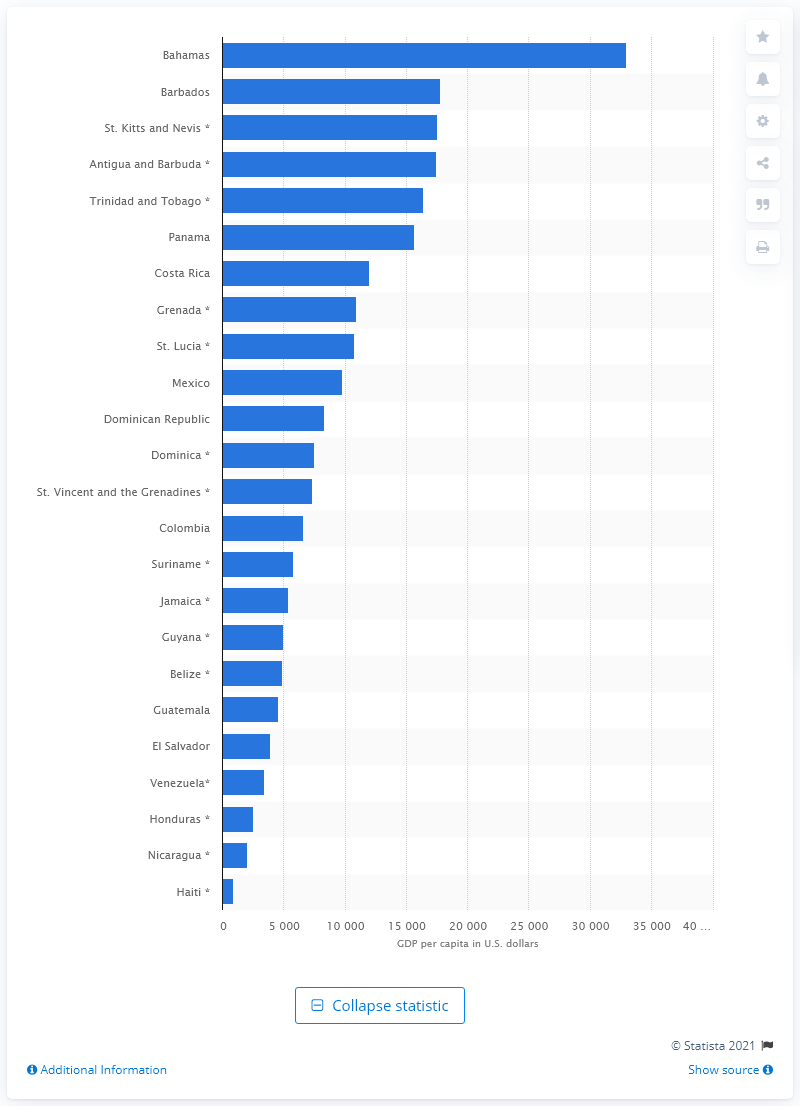 Bahamas
Barbados
St. Kitts and Nevis *
Antigua and Barbuda *
Trinidad and Tobago *
Panama
Costa Rica
Grenada *
St. Lucia *
Mexico
Dominican Republic
Dominica *
St. Vincent and the Grenadines *
Colombia
Suriname *
Jamaica *
Guyana *
Belize *
Guatemala
El Salvador
Venezuela*
Honduras *
Nicaragua *
Haiti *
0 5 000 10 000 15 000 20 000 25 000 30 000 35 000 40 ...
GDP per capita in U.S. dollars
Collapse statistic
© Statista 2021
Additional Information Show source